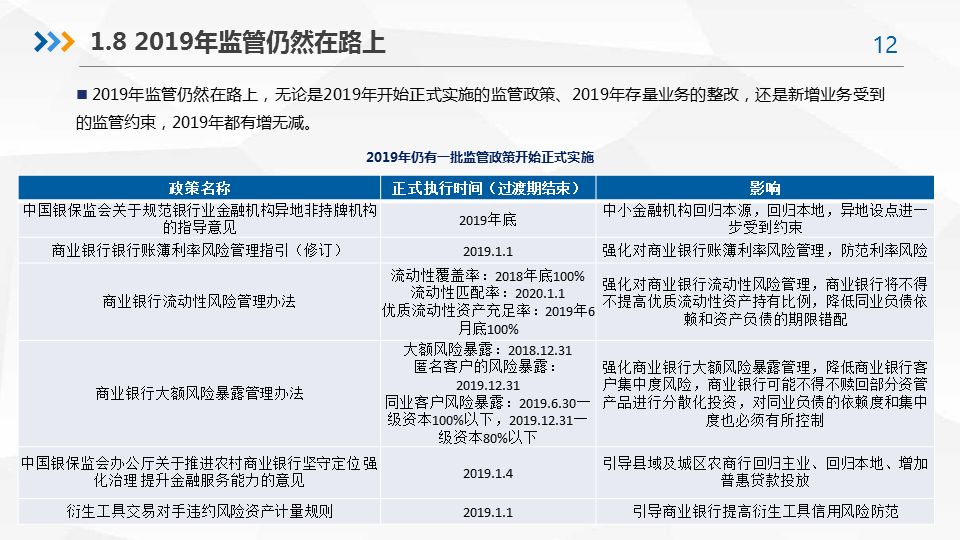 1.8 2019年监管仍然在路上
12
2019年监管仍然在路上，无论是2019年开始正式实施的监管政策、2019年存量业务的整改，还是新增业务受到
的监管约束，2019年都有增无减。
2019年仍有一批监管政策开始正式实施
政策名称
正式执行时间（过渡期结束）
影响
中国银保监会关于规范银行业金融机构异地非持牌机构
的指导意见
2019年底
中小金融机构回归本源，回归本地，异地设点进一
步受到约束
商业银行银行账簿利率风险管理指引（修订）
2019.1.1
强化对商业银行账簿利率风险管理，防范利率风险
商业银行流动性风险管理办法
流动性覆盖率：2018年底100%
流动性匹配率：2020.1.1
优质流动性资产充足率：2019年6
月底100%
强化对商业银行流动性风险管理，商业银行将不得
不提高优质流动性资产持有比例，降低同业负债依
赖和资产负债的期限错配
商业银行大额风险暴露管理办法
大额风险暴露：2018.12.31
匿名客户的风险暴露：
2019.12.31
同业客户风险暴露：2019.6.30一
级资本100%以下，2019.12.31一
级资本80%以下
强化商业银行大额风险暴露管理，降低商业银行客
户集中度风险，商业银行可能不得不赎回部分资管
产品进行分散化投资，对同业负债的依赖度和集中
度也必须有所控制
中国银保监会办公厅关于推进农村商业银行坚守定位 强
化治理 提升金融服务能力的意见
2019.1.4
引导县域及城区农商行回归主业、回归本地、增加
普惠贷款投放
衍生工具交易对手违约风险资产计量规则
2019.1.1
引导商业银行提高衍生工具信用风险防范